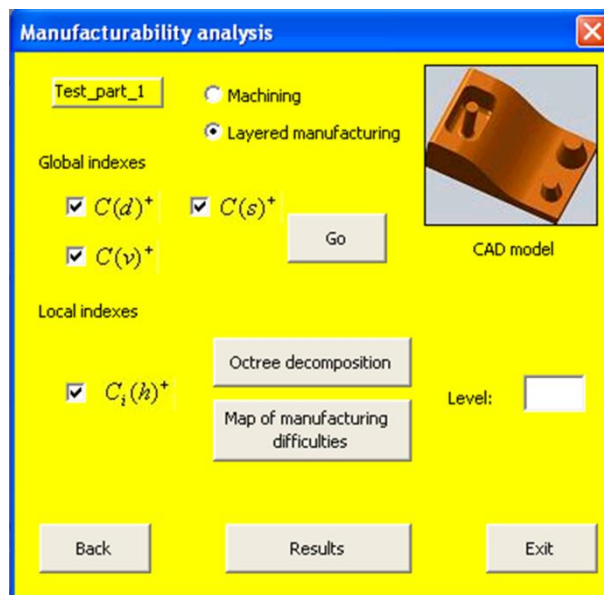 Manufacturability analysis
Test_part_1
Machining
Layered manufacturing
Global indexes
C(d)⁺
C(s)⁺
C(v)⁺
Go
CAD model
Local indexes
Octree decomposition
C_i(h)⁺
Level:
Map of manufacturing
difficulties
Back
Results
Exit